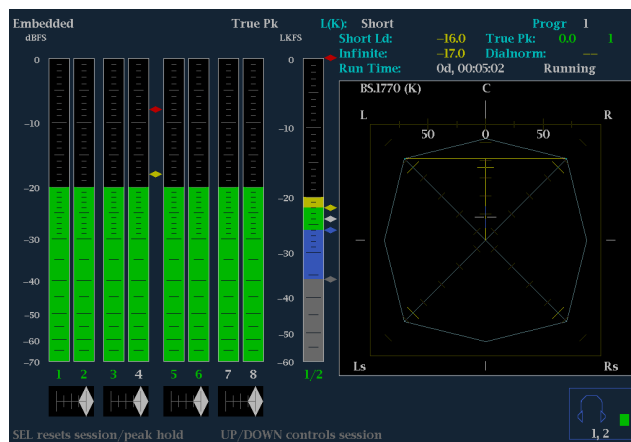 Embedded True Pk L(K): Short Progr 1
dBFS LKFS Short Ld: −16.0 True Pk: 0.0 1
Infinite: −17.0 Dialnorm: −−
Run Time: 0d, 00:05:02 Running
0 0 BS.1770 (K) C
L R
50 0 50
−10 −10
−20 −20
−30 −30
−40 −40
−50 −50
−60
−70 −60
Ls Rs
1 2 3 4 5 6 7 8 1/2
1, 2
SEL resets session/peak hold UP/DOWN controls session